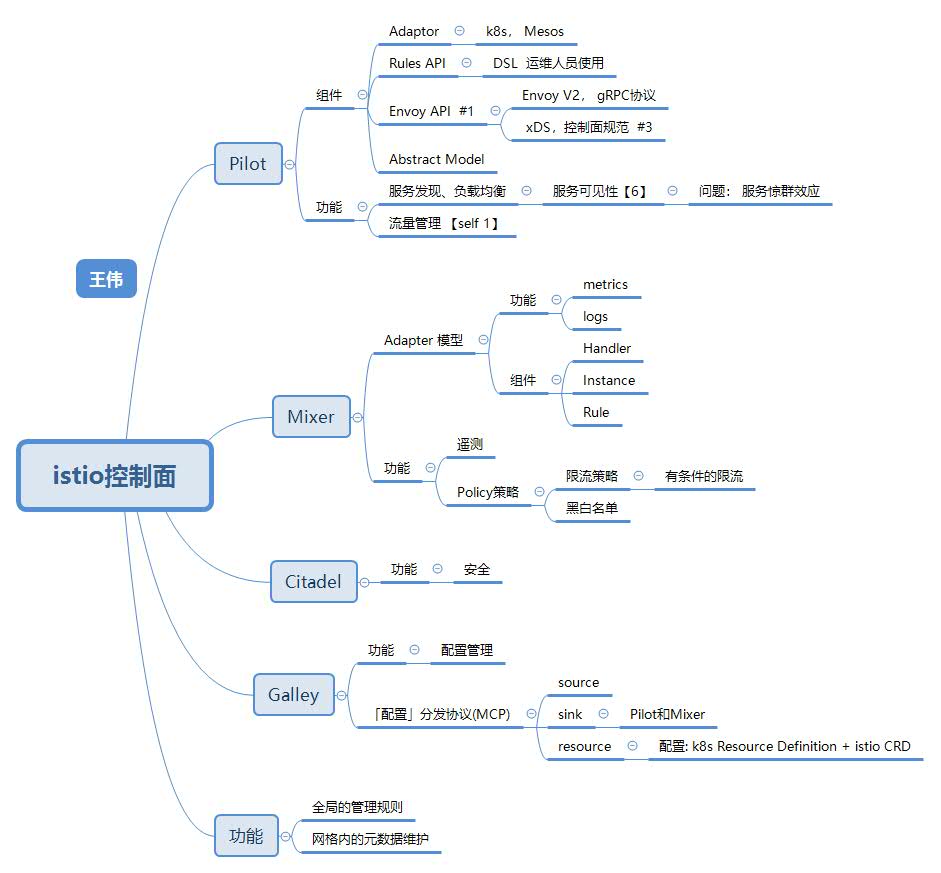 istio控制面
王伟
Pilot
组件
Adaptor
k8s， Mesos
Rules API
DSL 运维人员使用
Envoy API #1
Envoy V2， gRPC协议
xDS，控制面规范 #3
Abstract Model
功能
服务发现、负载均衡
服务可见性【6】
问题： 服务惊群效应
流量管理 【self 1】
Mixer
Adapter 模型
功能
metrics
logs
组件
Handler
Instance
Rule
功能
遥测
Policy策略
限流策略
有条件的限流
黑白名单
Citadel
功能
安全
Galley
功能
配置管理
「配置」分发协议(MCP)
source
sink
Pilot和Mixer
resource
配置: k8s Resource Definition + istio CRD
功能
全局的管理规则
网格内的元数据维护